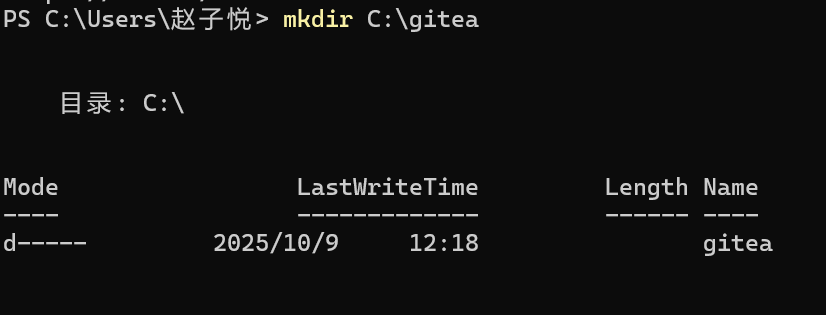 PS C:\Users\赵子悦> mkdir C:\gitea
目录: C:\
Mode LastWriteTime Length Name
---- ------------- ------ ----
d----- 2025/10/9 12:18 gitea